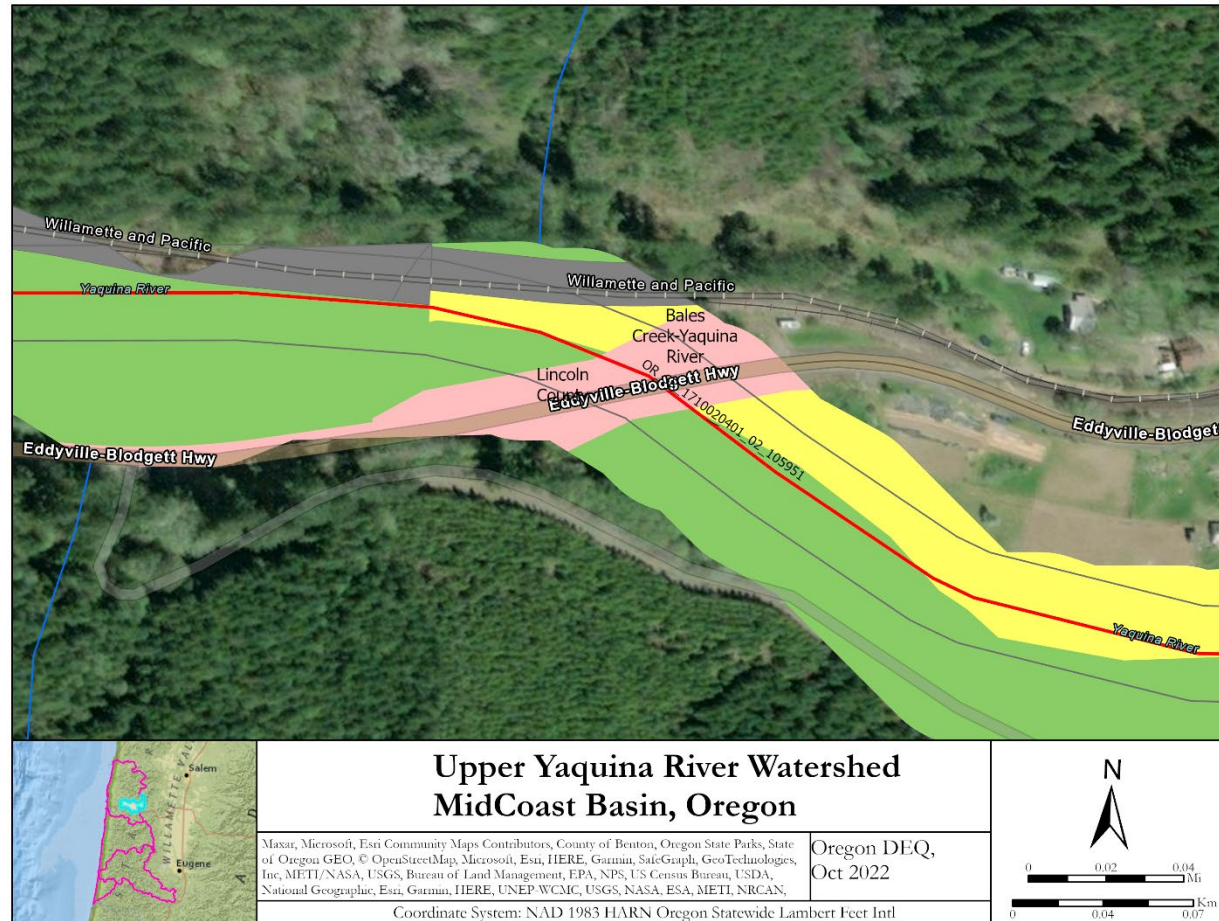 Willamette and Pacific
Willamette and Pacific
Yaquina River
Bales
Creek-Yaquina
River
Lincoln
County
OR
1710020401_02_105951
Eddyville-Blodgett Hwy
Eddyville-Blodgett
Eddyville-Blodgett Hwy
Yaquina River
Salem
WILLAMETTE VAL
Eugene
Upper Yaquina River Watershed
MidCoast Basin, Oregon
Maxar, Microsoft, Esri Community Maps Contributors, County of Benton, Oregon State Parks, State
of Oregon GEO, © OpenStreetMap, Microsoft, Esri, HERE, Garmin, SafeGraph, GeoTechnologies,
Inc, METI/NASA, USGS, Bureau of Land Management, EPA, NPS, US Census Bureau, USDA,
National Geographic, Esri, Garmin, HERE, UNEP-WCMC, USGS, NASA, ESA, METI, NRCAN,
Oregon DEQ,
Oct 2022
Coordinate System: NAD 1983 HARN Oregon Statewide Lambert Feet Intl
N
0 0.02 0.04
Mi
Km
0 0.04 0.07